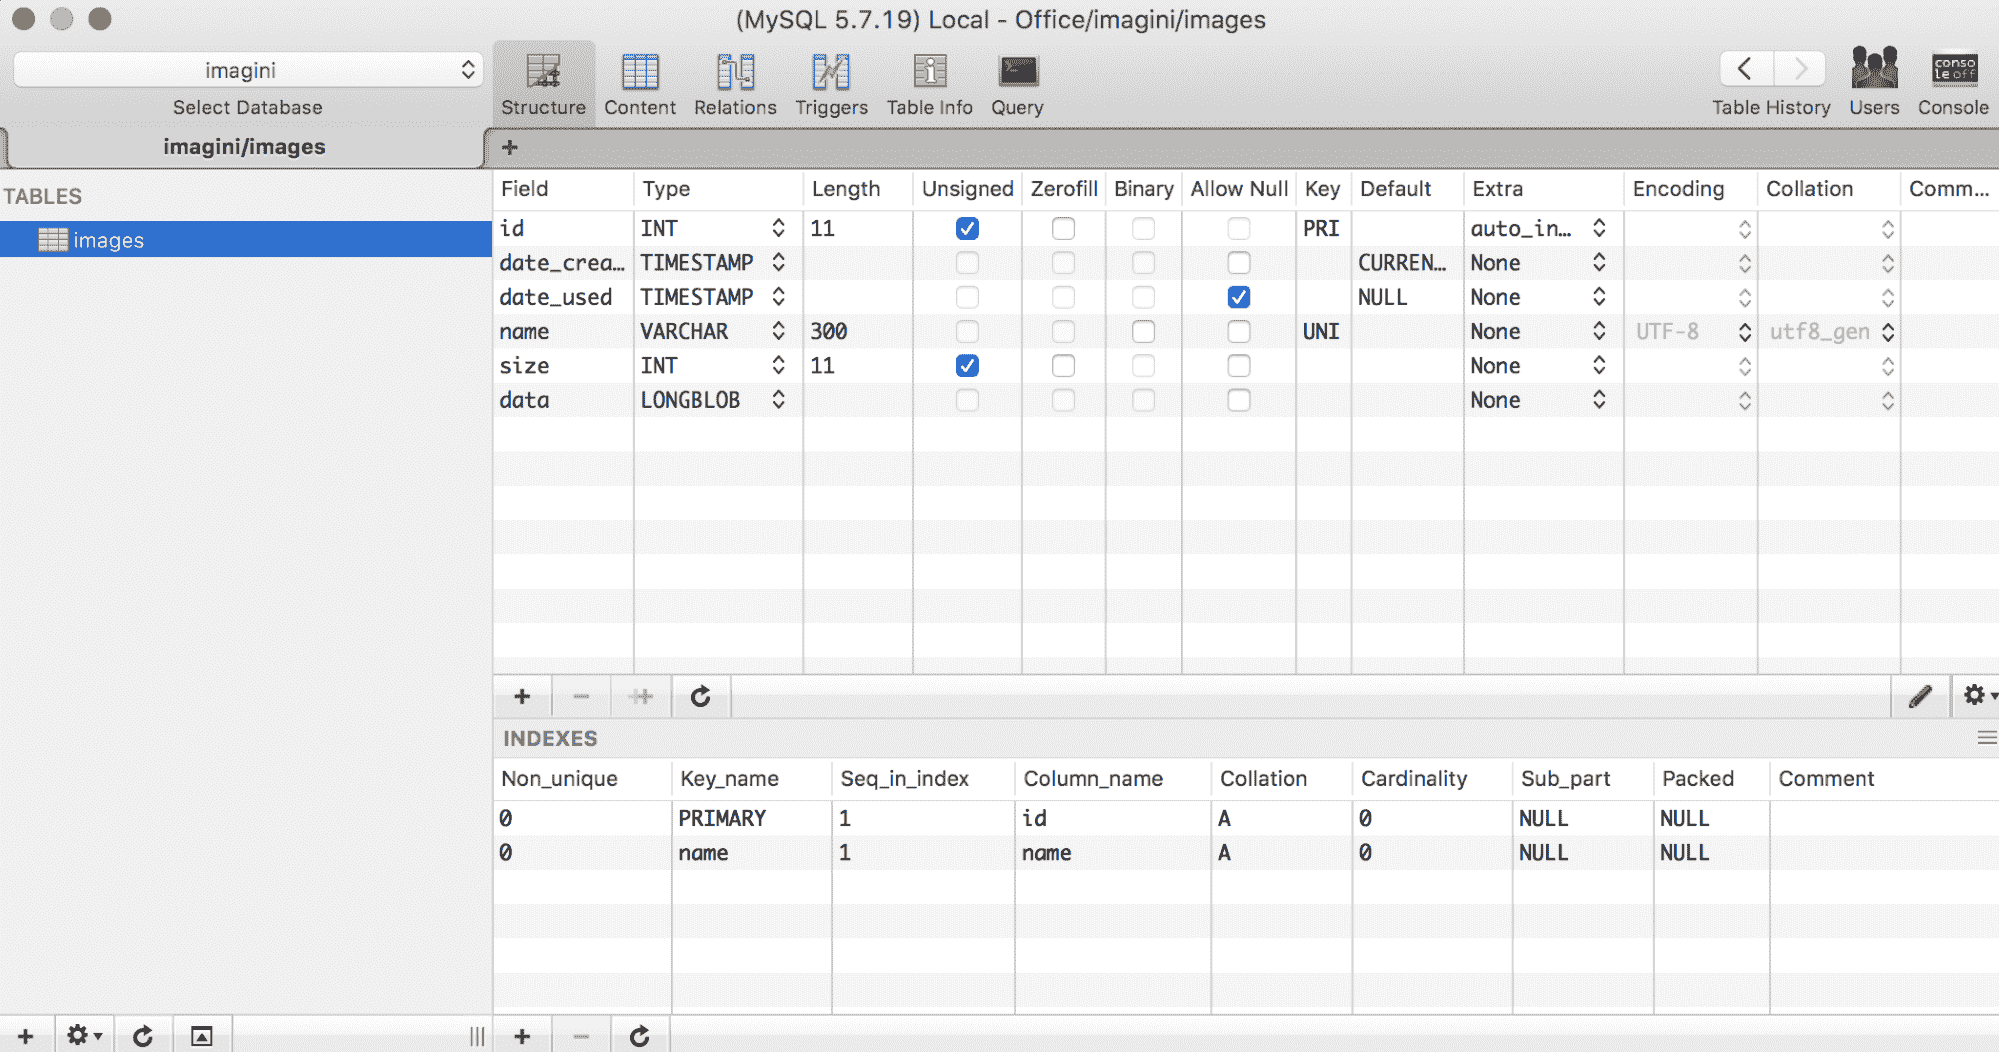 (MySQL 5.7.19) Local - Office/imagini/images
imagini
Select Database
Structure Content Relations Triggers Table Info Query
Table History Users Console
conso
le off
imagini/images
TABLES
images
Field Type Length Unsigned Zerofill Binary Allow Null Key Default Extra Encoding Collation Comm...
id INT 11 PRI auto_in...
date_crea... TIMESTAMP CURREN... None
date_used TIMESTAMP NULL None
name VARCHAR 300 UNI None UTF-8 utf8_gen
size INT 11 None
data LONGBLOB None
INDEXES
Non_unique Key_name Seq_in_index Column_name Collation Cardinality Sub_part Packed Comment
0 PRIMARY 1 id A 0 NULL NULL
0 name 1 name A 0 NULL NULL